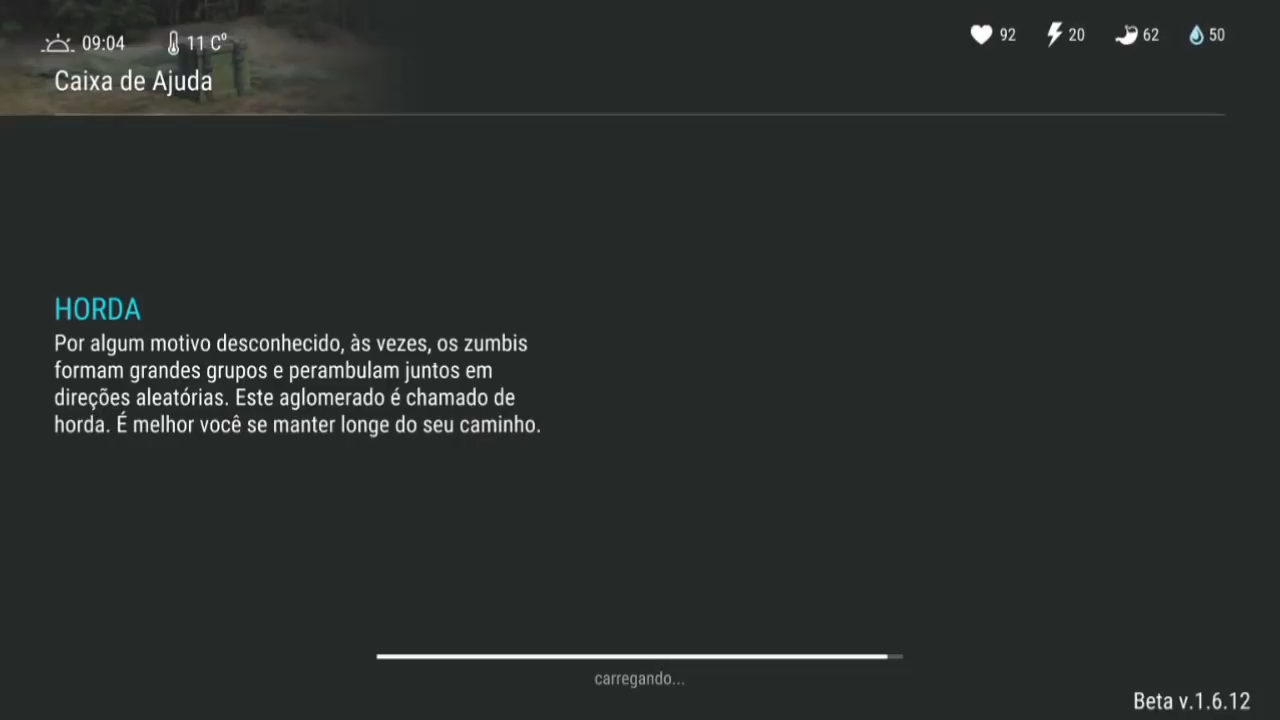 09:04 11 Cº 92 20 62 50
Caixa de Ajuda
HORDA
Por algum motivo desconhecido, às vezes, os zumbis
formam grandes grupos e perambulam juntos em
direções aleatórias. Este aglomerado é chamado de
horda. É melhor você se manter longe do seu caminho.
carregando...
Beta v.1.6.12